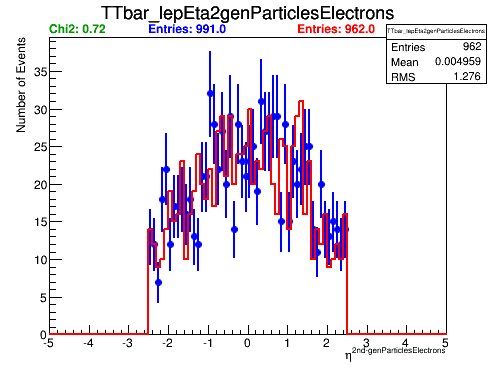 TTbar_lepEta2genParticlesElectrons
Chi2: 0.72 Entries: 991.0 Entries: 962.0
TTbar_lepEta2genParticlesElectrons
Entries 962
Mean 0.004959
RMS 1.276
Number of Events
35
30
25
20
15
10
5
0
-5 -4 -3 -2 -1 0 1 2 3 4 5
η2nd-genParticlesElectrons